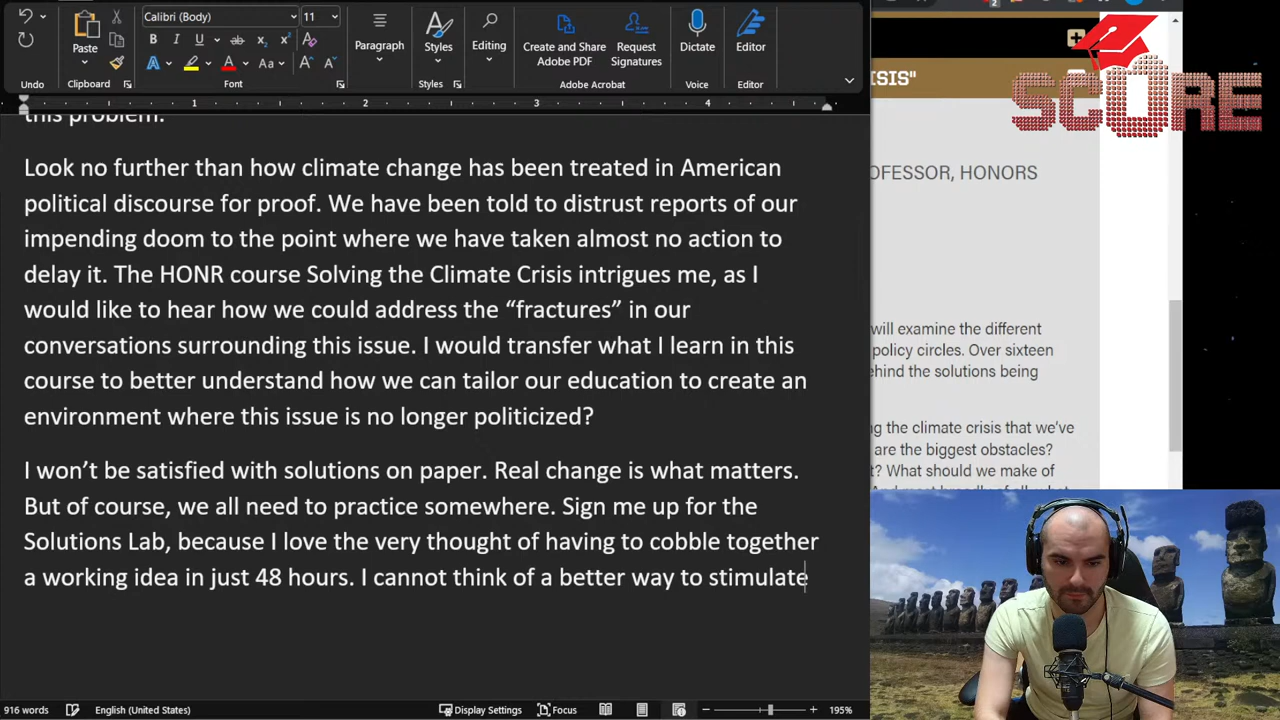 Calibri (Body)
11
Paste
Paragraph
Styles
Editing
Create and Share
Adobe PDF
Request
Signatures
Dictate
Editor
B I U ab x₂ x² A
A A Aa A A
Undo
Clipboard
Font
Styles
Adobe Acrobat
Voice
Editor
1 2 3 4
this problem.
Look no further than how climate change has been treated in American
political discourse for proof. We have been told to distrust reports of our
impending doom to the point where we have taken almost no action to
delay it. The HONR course Solving the Climate Crisis intrigues me, as I
would like to hear how we could address the “fractures” in our
conversations surrounding this issue. I would transfer what I learn in this
course to better understand how we can tailor our education to create an
environment where this issue is no longer politicized?
I won’t be satisfied with solutions on paper. Real change is what matters.
But of course, we all need to practice somewhere. Sign me up for the
Solutions Lab, because I love the very thought of having to cobble together
a working idea in just 48 hours. I cannot think of a better way to stimulate
916 words
English (United States)
Display Settings
Focus
195%
2
ISIS"
SCORE
OFESSOR, HONORS
will examine the different
policy circles. Over sixteen
ehind the solutions being
ng the climate crisis that we’ve
are the biggest obstacles?
t? What should we make of